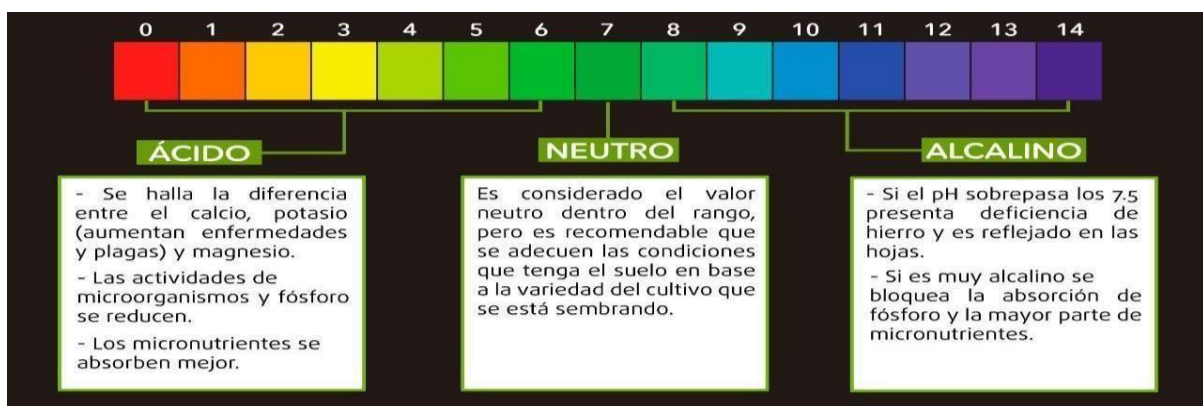 0 1 2 3 4 5 6 7 8 9 10 11 12 13 14
ÁCIDO
- Se halla la diferencia
entre el calcio, potasio
(aumentan enfermedades
y plagas) y magnesio.
- Las actividades de
microorganismos y fósforo
se reducen.
- Los micronutrientes se
absorben mejor.
NEUTRO
Es considerado el valor
neutro dentro del rango,
pero es recomendable que
se adecuen las condiciones
que tenga el suelo en base
a la variedad del cultivo que
se está sembrando.
ALCALINO
- Si el pH sobrepasa los 7.5
presenta deficiencia de
hierro y es reflejado en las
hojas.
- Si es muy alcalino se
bloquea la absorción de
fósforo y la mayor parte de
micronutrientes.